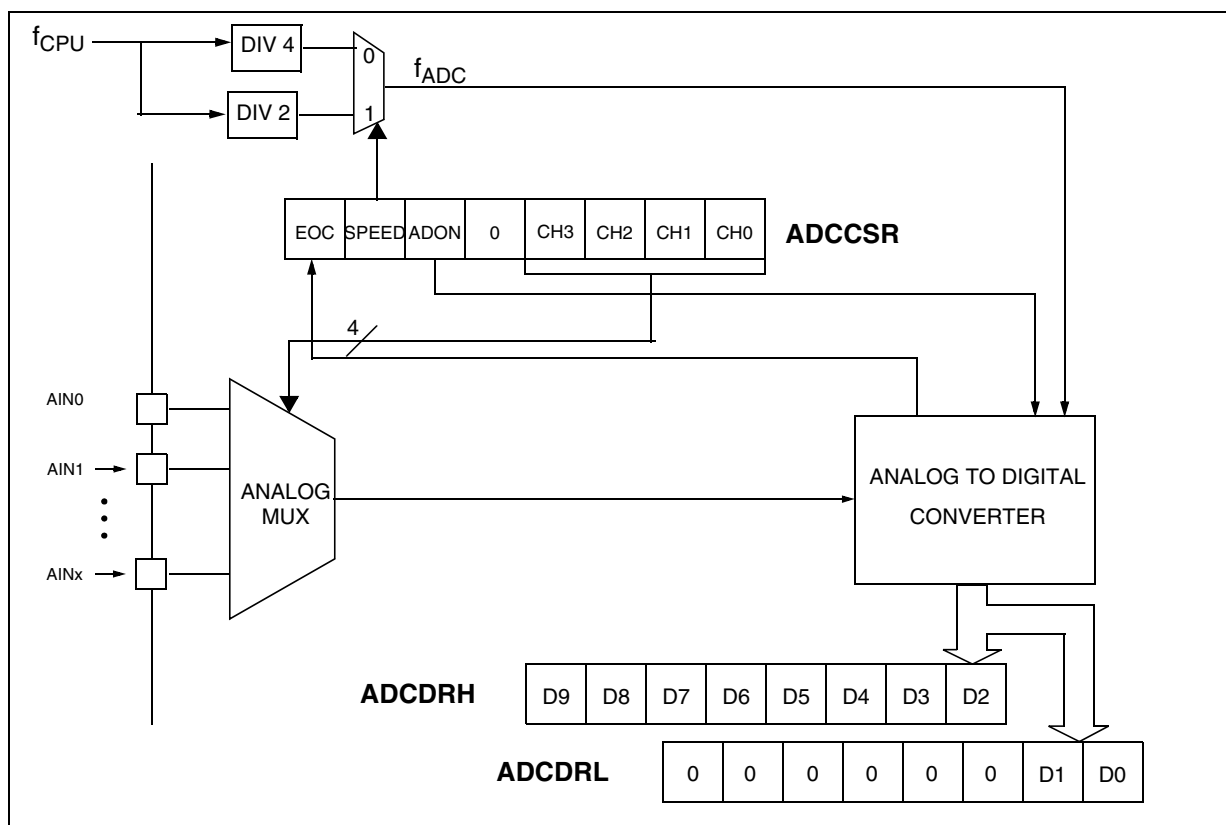 fCPU
DIV 4
0
fADC
DIV 2
1
EOC SPEED ADON 0 CH3 CH2 CH1 CH0 ADCCSR
4
AIN0
AIN1
ANALOG
MUX
AINx
ANALOG TO DIGITAL
CONVERTER
ADCDRH D9 D8 D7 D6 D5 D4 D3 D2
ADCDRL 0 0 0 0 0 0 D1 D0